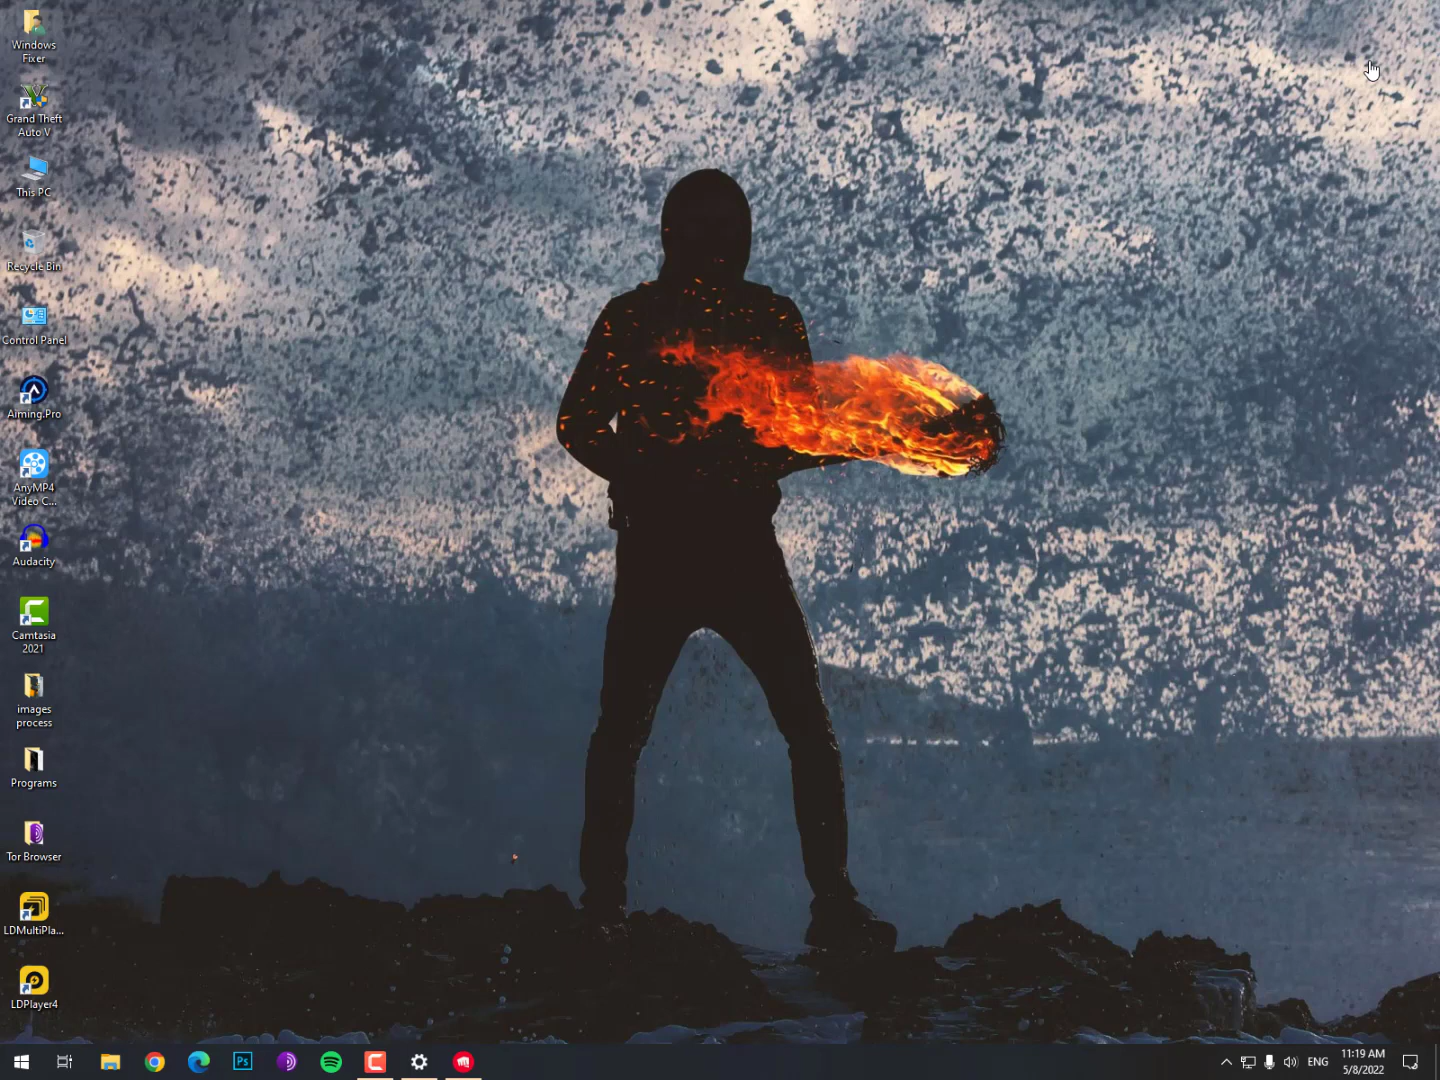 Windows
Fixer
Grand Theft
Auto V
This PC
Recycle Bin
Control Panel
Aiming.Pro
AnyMP4
Video C...
Audacity
Camtasia
2021
images
process
Programs
Tor Browser
LDMultiPla...
LDPlayer4
Ps
ENG
11:19 AM
5/8/2022